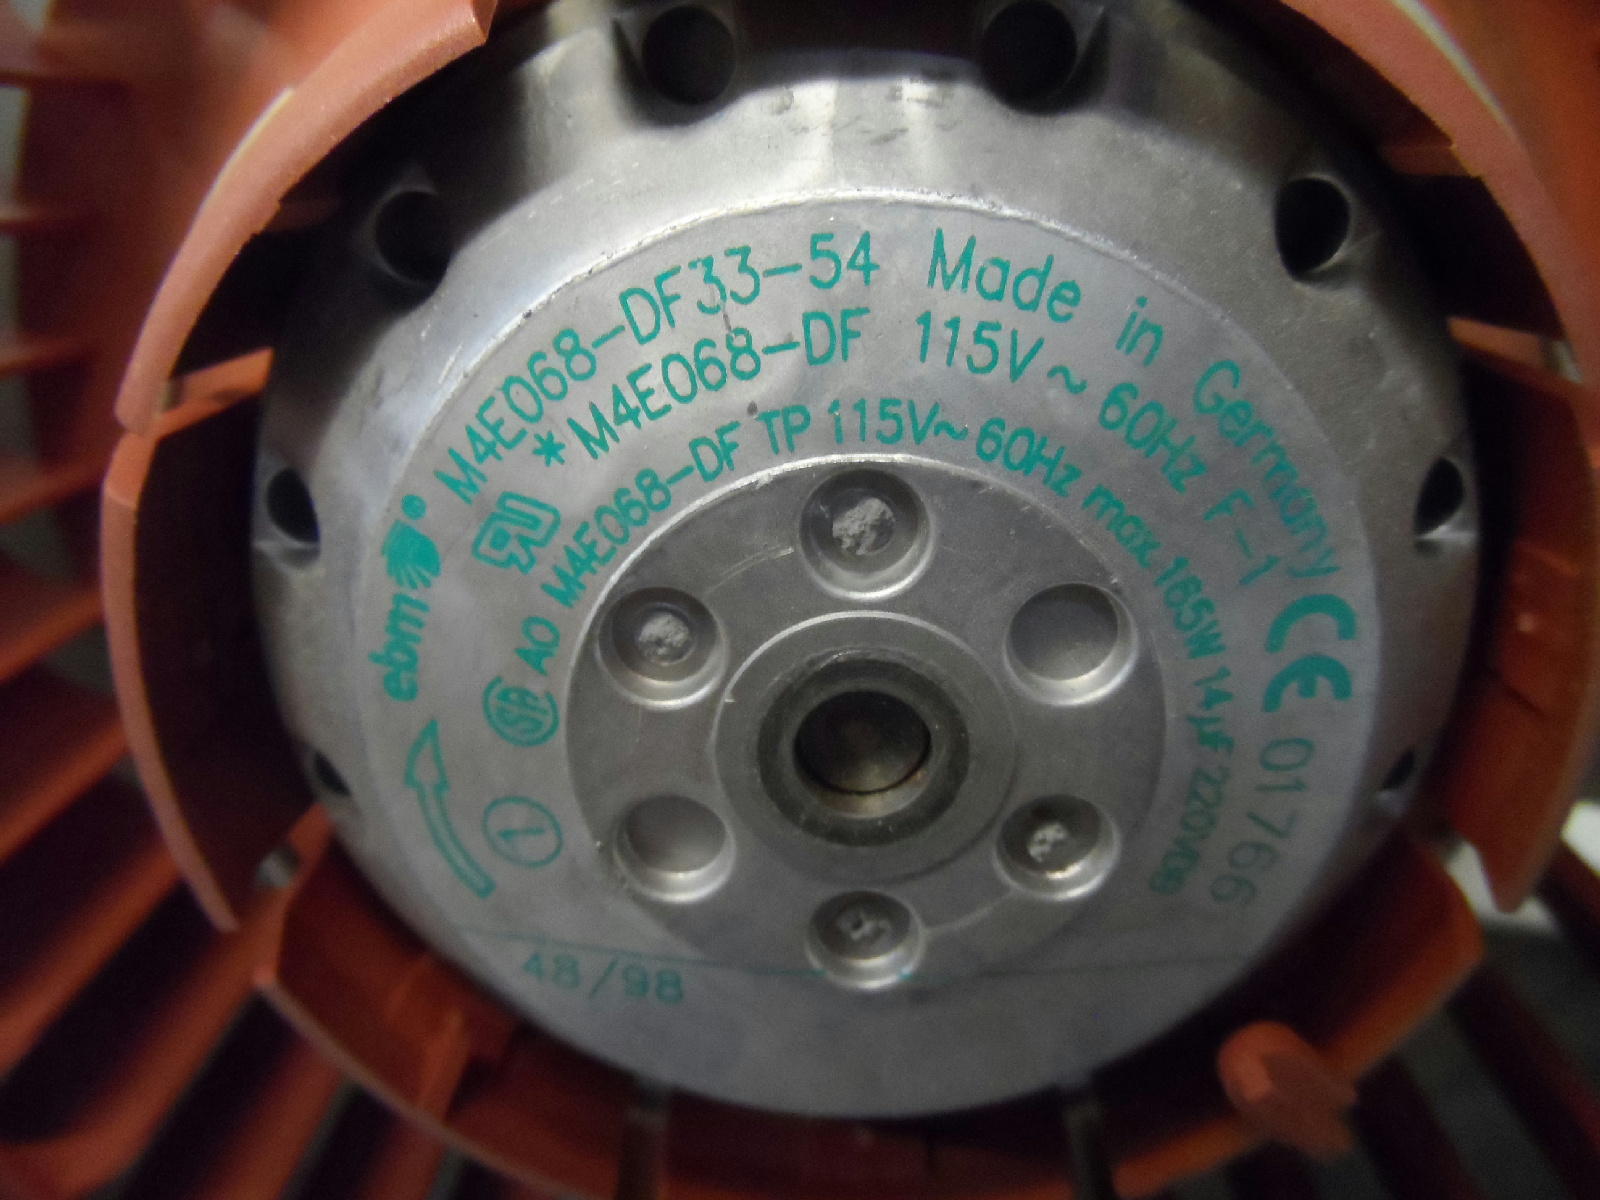 ebm M4E068-DF33-54 Made in Germany CE 01766
*M4E068-DF 115V~60Hz F-1
AO M4E068-DF TP 115V~60Hz max. 165W 14µF 220VDB
1
48/98